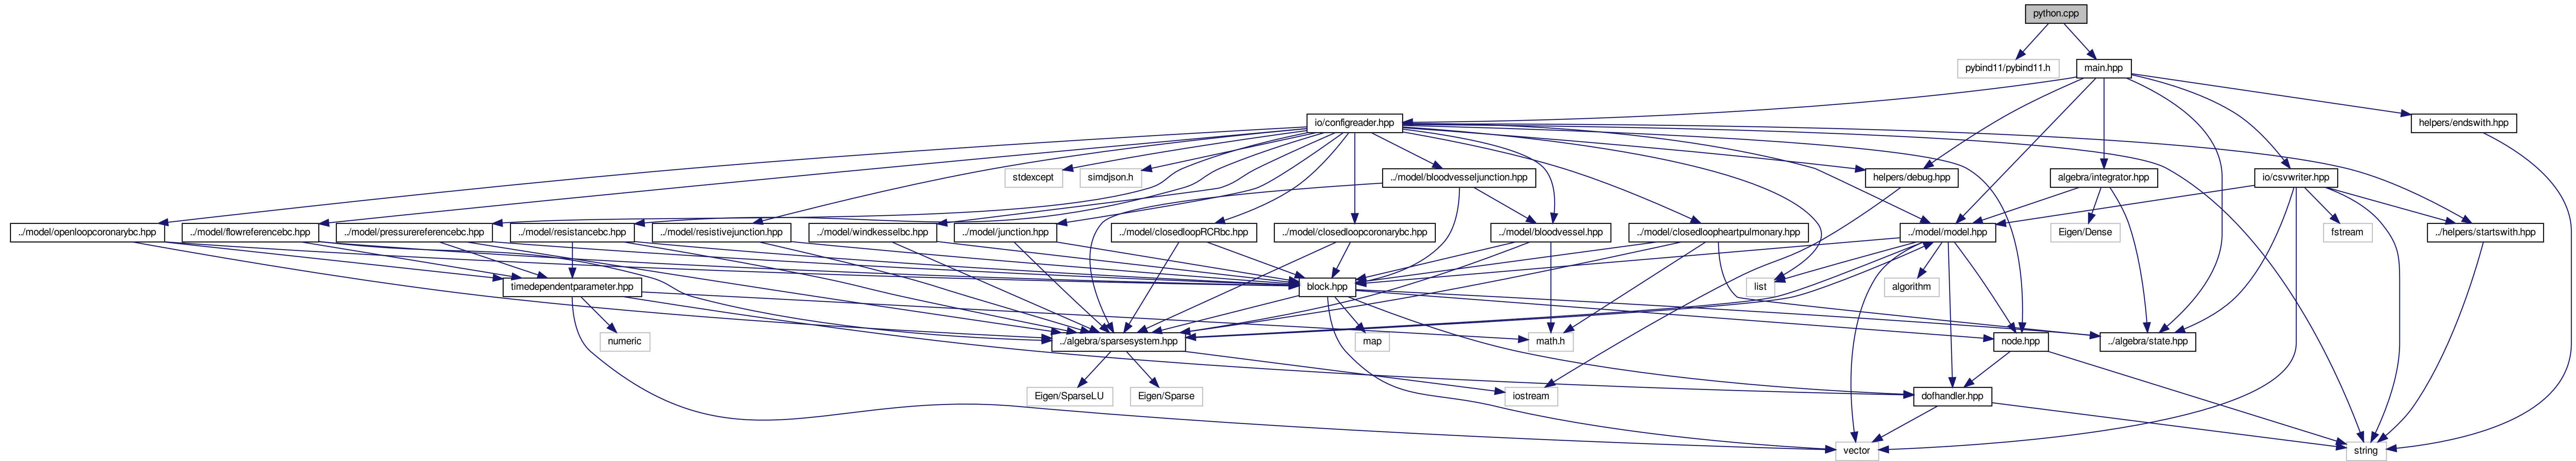 python.cpp
pybind11/pybind11.h
main.hpp
io/configreader.hpp
helpers/endswith.hpp
stdexcept
simdjson.h
../model/bloodvesseljunction.hpp
helpers/debug.hpp
algebra/integrator.hpp
io/csvwriter.hpp
../model/openloopcoronarybc.hpp
../model/flowreferencebc.hpp
../model/pressurereferencebc.hpp
../model/resistancebc.hpp
../model/resistivejunction.hpp
../model/windkesselbc.hpp
../model/junction.hpp
../model/closedloopRCRbc.hpp
../model/closedloopcoronarybc.hpp
../model/bloodvessel.hpp
../model/closedloopheartpulmonary.hpp
../model/model.hpp
Eigen/Dense
fstream
../helpers/startswith.hpp
timedependentparameter.hpp
block.hpp
list
algorithm
numeric
../algebra/sparsesystem.hpp
map
math.h
node.hpp
../algebra/state.hpp
Eigen/SparseLU
Eigen/Sparse
iostream
dofhandler.hpp
vector
string